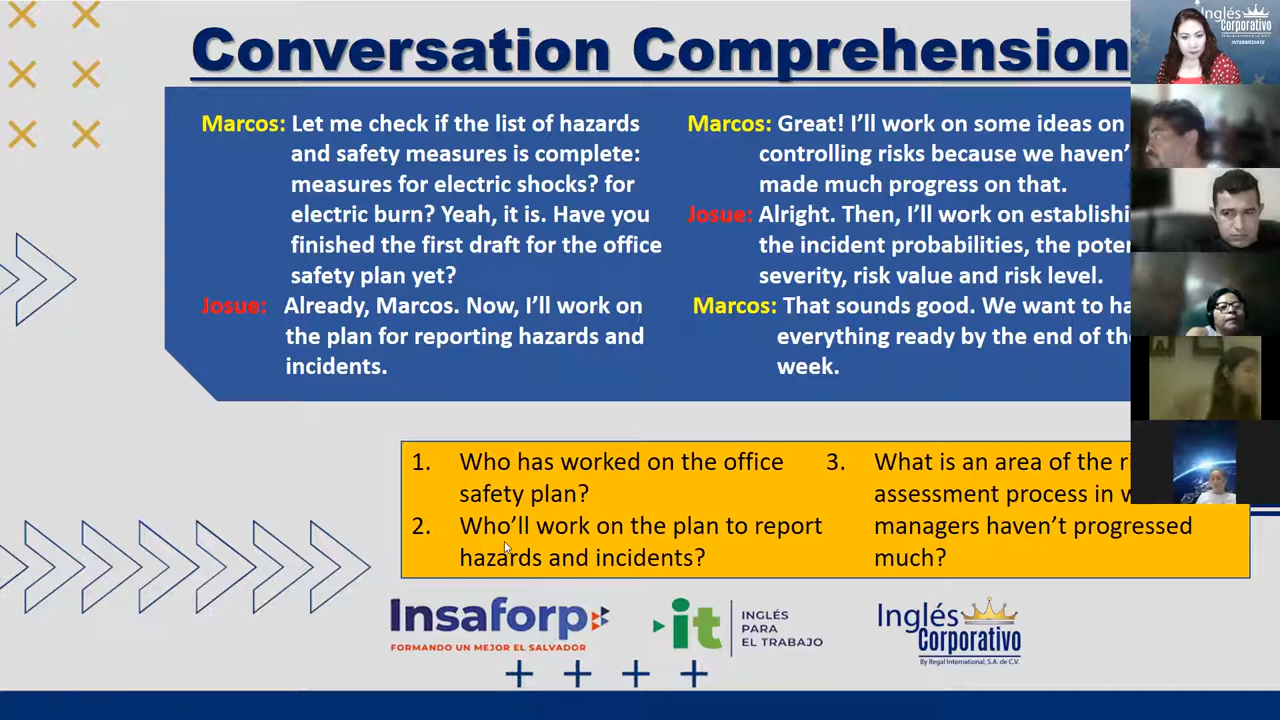 Conversation Comprehension
Marcos: Let me check if the list of hazards
and safety measures is complete:
measures for electric shocks? for
electric burn? Yeah, it is. Have you
finished the first draft for the office
safety plan yet?
Josue: Already, Marcos. Now, I'll work on
the plan for reporting hazards and
incidents.
Marcos: Great! I'll work on some ideas on
controlling risks because we haven'
made much progress on that.
Josue: Alright. Then, I'll work on establishi
the incident probabilities, the poter
severity, risk value and risk level.
Marcos: That sounds good. We want to ha
everything ready by the end of the
week.
1. Who has worked on the office
safety plan?
2. Who'll work on the plan to report
hazards and incidents?
3. What is an area of the ri
assessment process in w
managers haven't progressed
much?
Insaforp
FORMANDO UN MEJOR EL SALVADOR
it
INGLÉS
PARA
EL TRABAJO
Inglés
Corporativo
By Regal International, S.A. de C.V.
Inglés
Corporativo
INTERMEDIATE